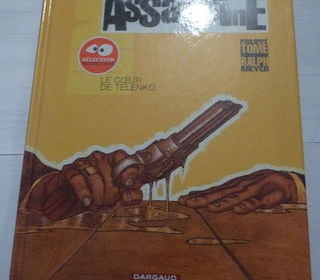 PHILIPPE
TOME
RALPH
MEYER
SÉLECTION
LE CŒUR
DE TELENKO
DARGAUD